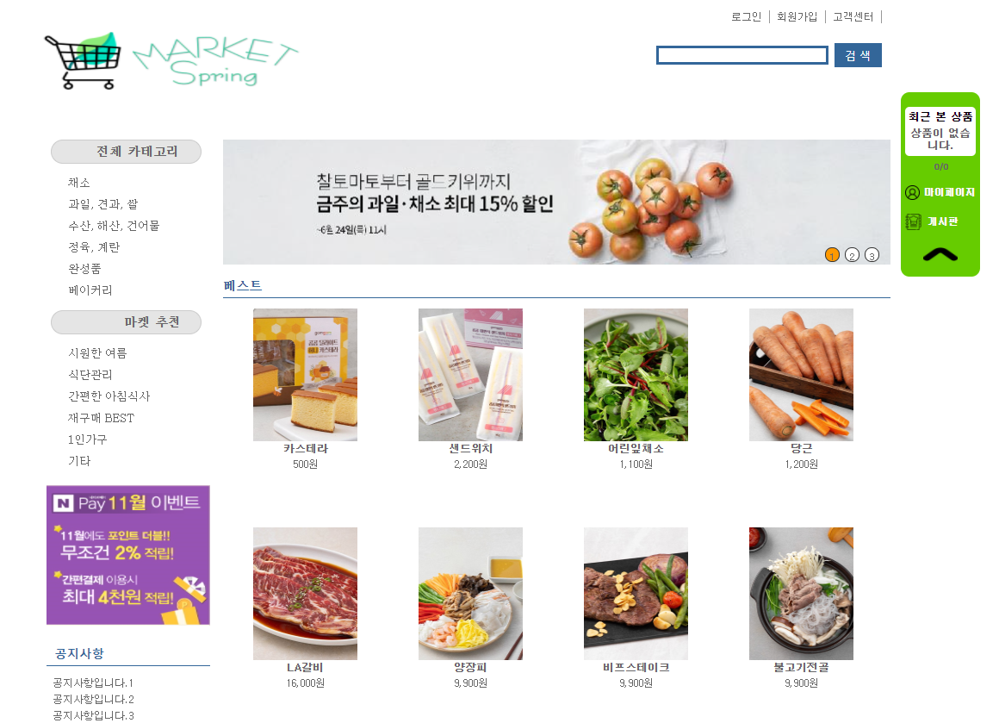 로그인 | 회원가입 | 고객센터 |
MARKET
Spring
검 색
최근 본 상품
상품이 없습
니다.
0/0
마이페이지
게시판
전체 카테고리
채소
과일, 견과, 쌀
수산, 해산, 건어물
정육, 계란
완성품
베이커리
마켓 추천
시원한 여름
식단관리
간편한 아침식사
재구매 BEST
1인가구
기타
N Pay 11월 이벤트
11월에도 포인트 더블!!
무조건 2% 적립!
간편결제 이용시
최대 4천원 적립!
공지사항
공지사항입니다.1
공지사항입니다.2
공지사항입니다.3
찰토마토부터 골드키위까지
금주의 과일·채소 최대 15% 할인
~6월 24일(목) 11시
1 2 3
베스트
카스테라
500원
샌드위치
2,200원
어린잎채소
1,100원
당근
1,200원
LA갈비
16,000원
양장피
9,900원
비프스테이크
9,900원
불고기전골
9,900원